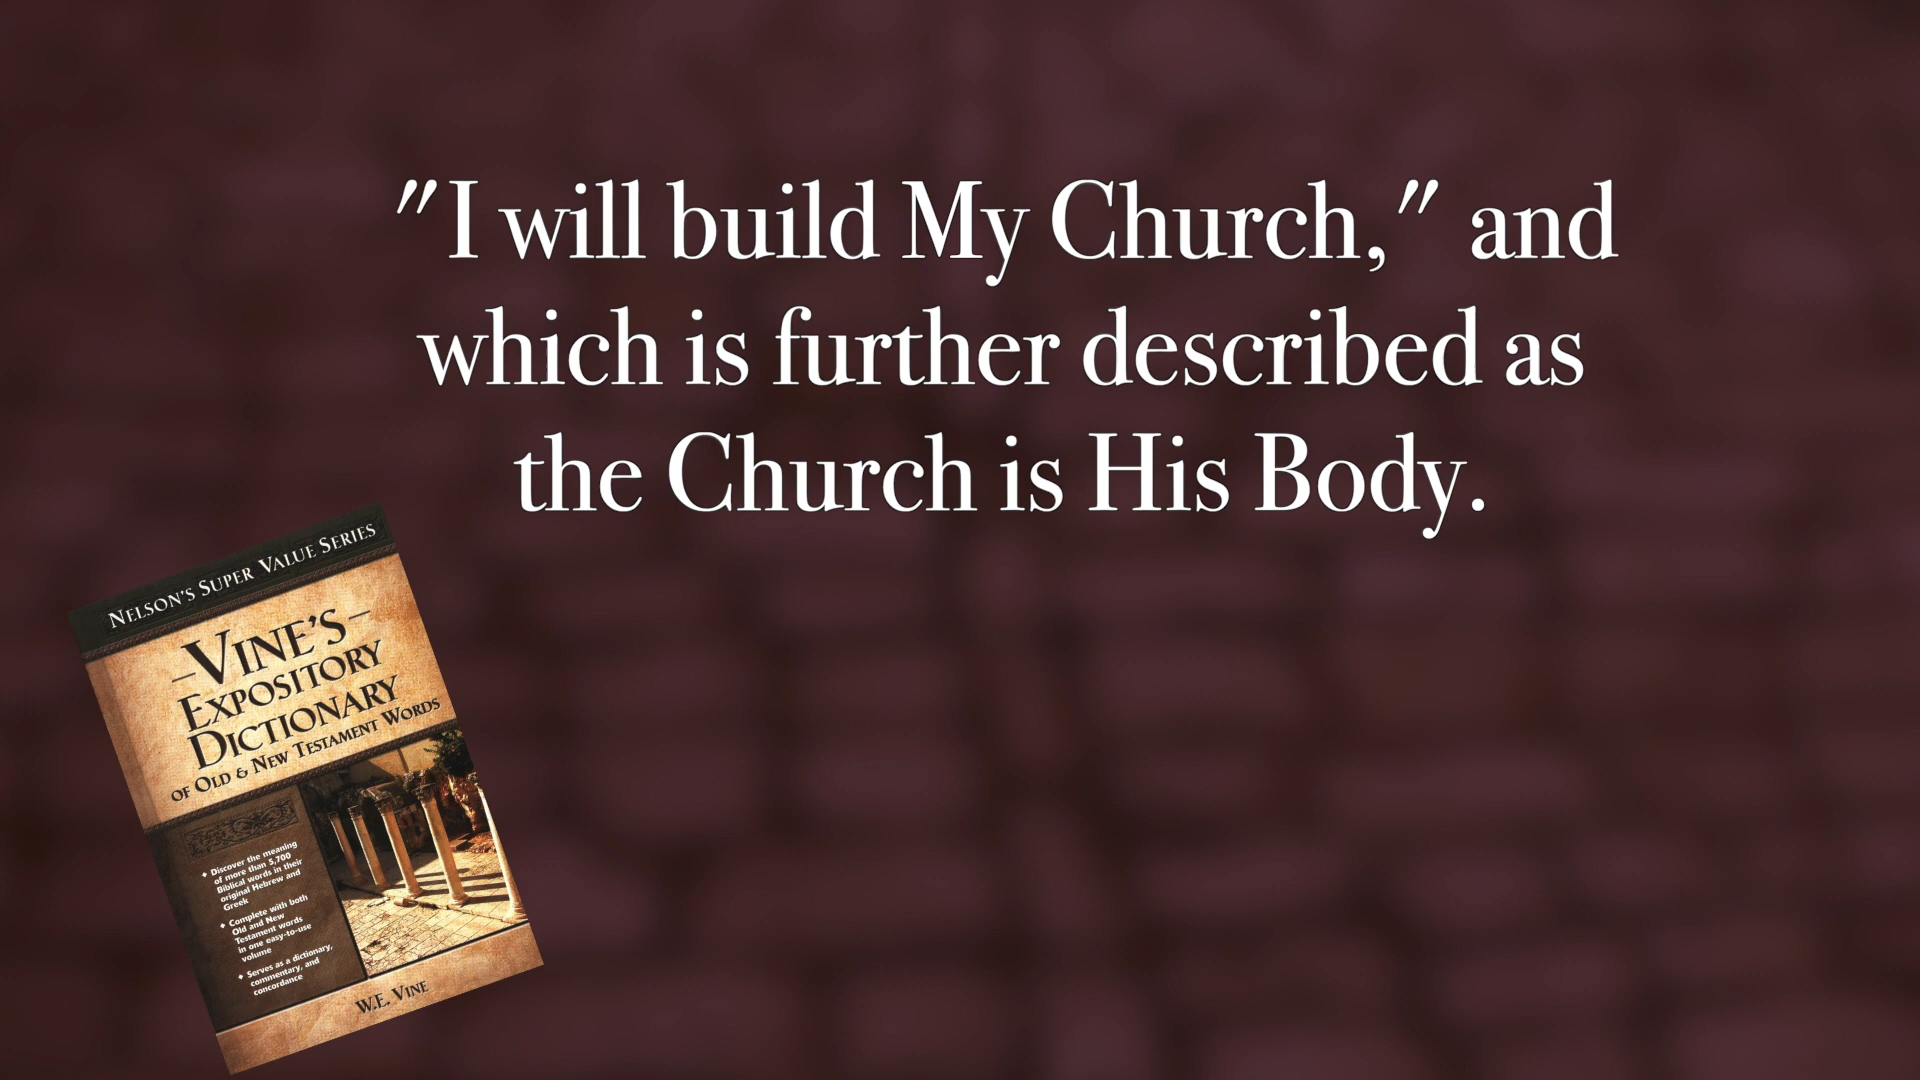 "I will build My Church," and
which is further described as
the Church is His Body.
NELSON'S SUPER VALUE SERIES
VINE'S
EXPOSITORY
DICTIONARY
OF OLD & NEW TESTAMENT WORDS
Discover the meaning
of more than 5,700
Biblical words in their
original Hebrew and
Greek
Complete with both
Old and New
Testament words
in one easy-to-use
volume
Serves as a dictionary,
commentary, and
concordance
W.E. VINE